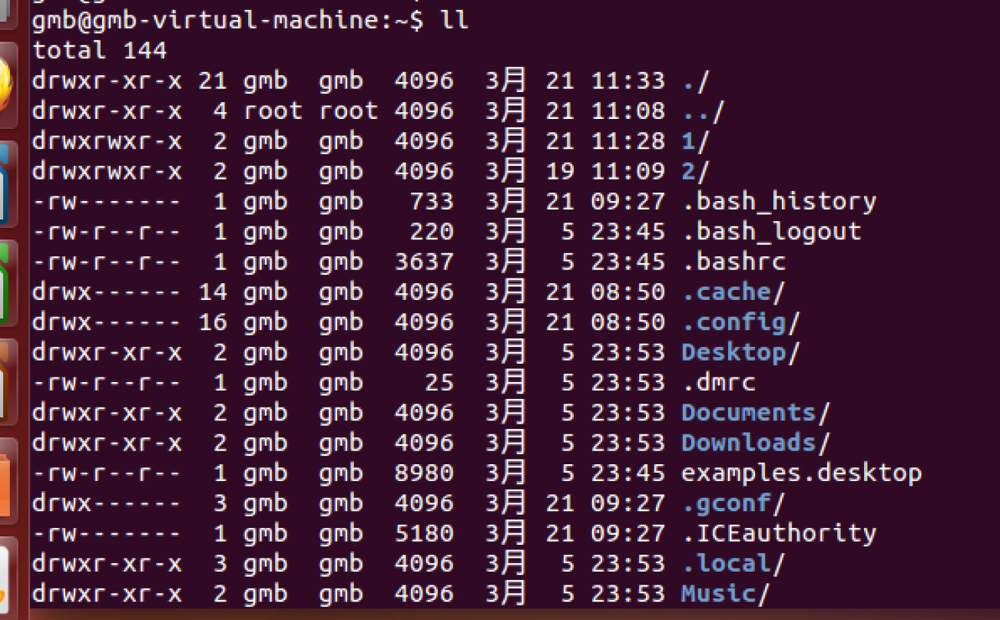 gmb@gmb-virtual-machine:~$ ll
total 144
drwxr-xr-x 21 gmb  gmb  4096  3月 21 11:33 ./
drwxr-xr-x  4 root root 4096  3月 21 11:08 ../
drwxrwxr-x  2 gmb  gmb  4096  3月 21 11:28 1/
drwxrwxr-x  2 gmb  gmb  4096  3月 19 11:09 2/
-rw-------  1 gmb  gmb   733  3月 21 09:27 .bash_history
-rw-r--r--  1 gmb  gmb   220  3月  5 23:45 .bash_logout
-rw-r--r--  1 gmb  gmb  3637  3月  5 23:45 .bashrc
drwx------ 14 gmb  gmb  4096  3月 21 08:50 .cache/
drwx------ 16 gmb  gmb  4096  3月 21 08:50 .config/
drwxr-xr-x  2 gmb  gmb  4096  3月  5 23:53 Desktop/
-rw-r--r--  1 gmb  gmb    25  3月  5 23:53 .dmrc
drwxr-xr-x  2 gmb  gmb  4096  3月  5 23:53 Documents/
drwxr-xr-x  2 gmb  gmb  4096  3月  5 23:53 Downloads/
-rw-r--r--  1 gmb  gmb  8980  3月  5 23:45 examples.desktop
drwx------  3 gmb  gmb  4096  3月 21 09:27 .gconf/
-rw-------  1 gmb  gmb  5180  3月 21 09:27 .ICEauthority
drwxr-xr-x  3 gmb  gmb  4096  3月  5 23:53 .local/
drwxr-xr-x  2 gmb  gmb  4096  3月  5 23:53 Music/